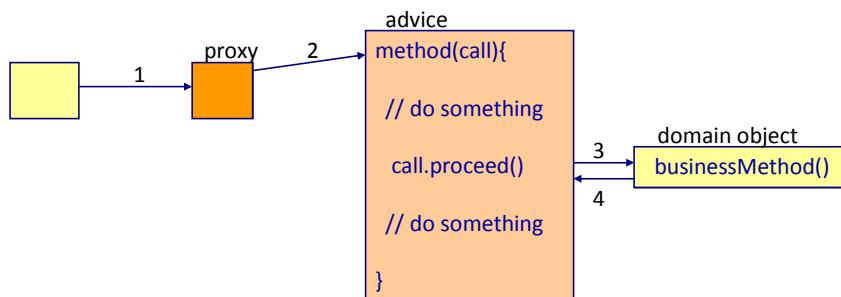 advice
proxy
1
2
method(call){
// do something
call.proceed()
// do something
}
3
4
domain object
businessMethod()